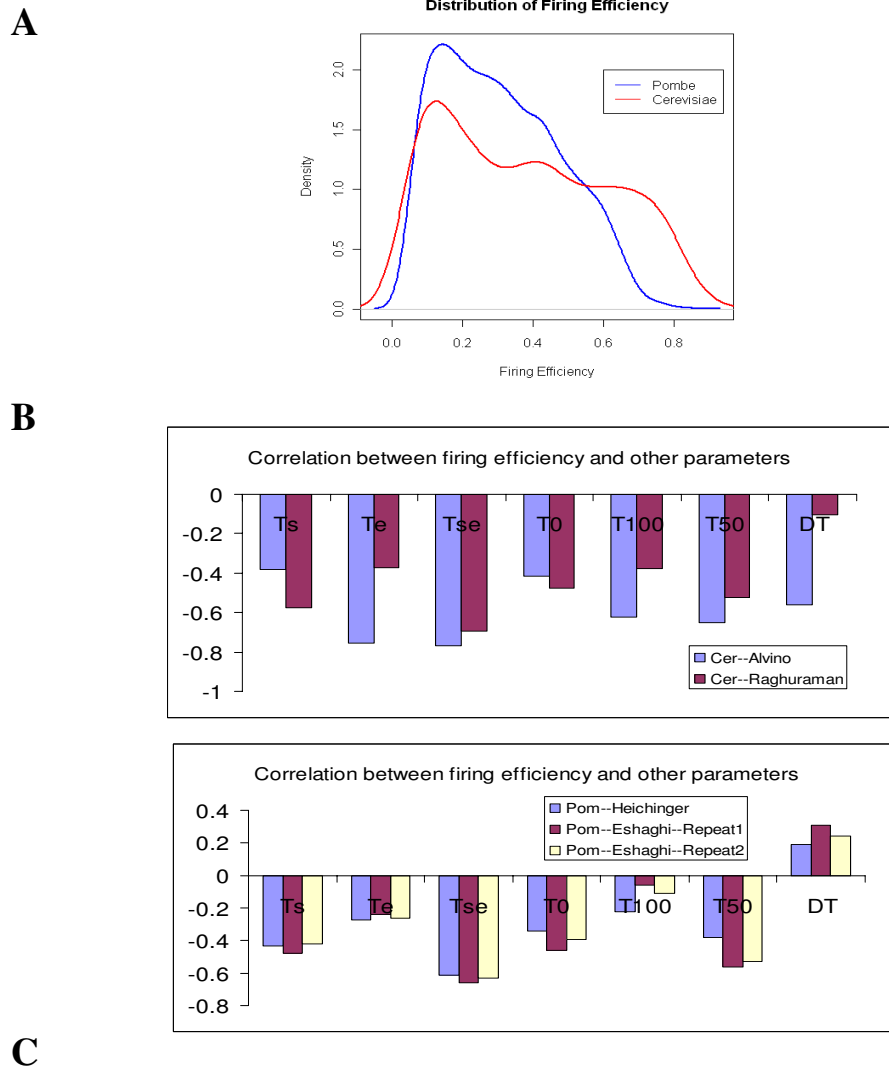 A
Distribution of Firing Efficiency
Pombe
Cerevisiae
Density
0.0
0.5
1.0
1.5
2.0
0.0 0.2 0.4 0.6 0.8
Firing Efficiency
B
Correlation between firing efficiency and other parameters
0
-0.2
-0.4
-0.6
-0.8
-1
Ts Te Tse T0 T100 T50 DT
Cer--Alvino
Cer--Raghuraman
Correlation between firing efficiency and other parameters
Pom--Heichinger
Pom--Eshaghi--Repeat1
Pom--Eshaghi--Repeat2
0.4
0.2
0
-0.2
-0.4
-0.6
-0.8
Ts Te Tse T0 T100 T50 DT
C